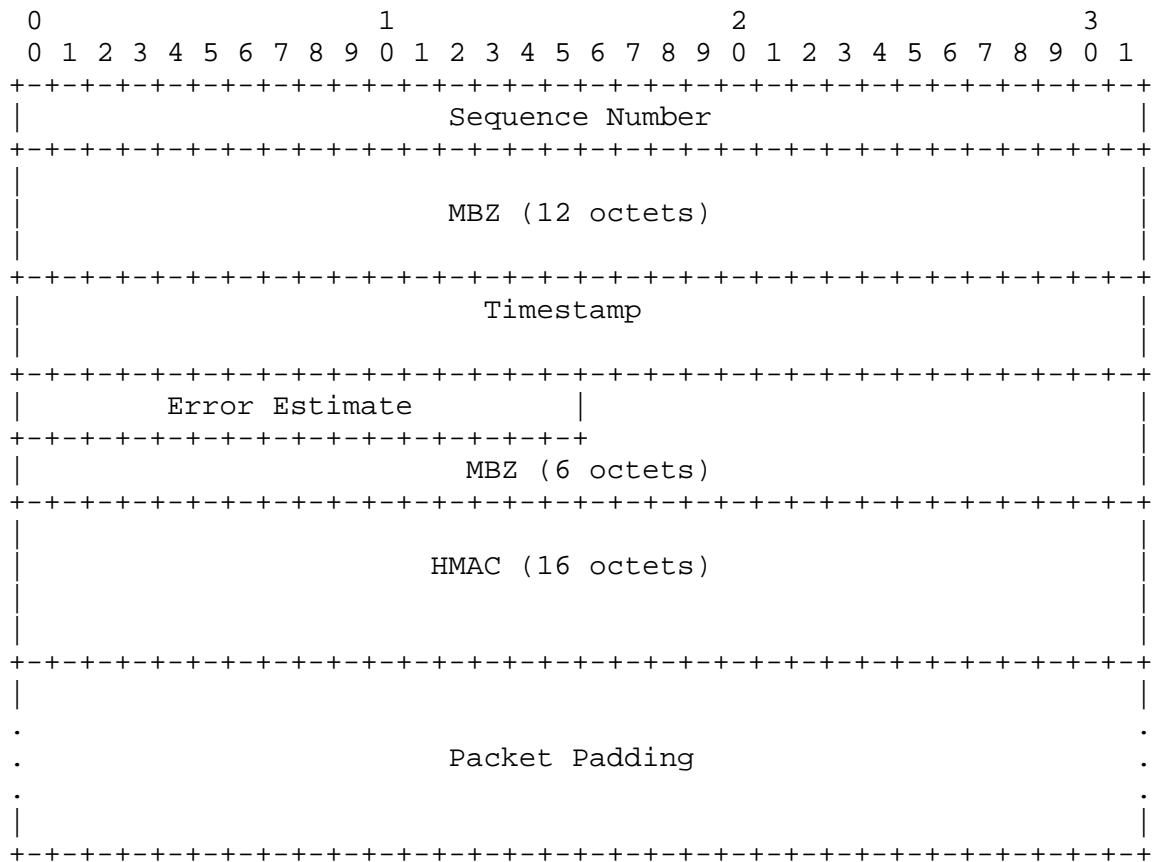 0                   1                   2                   3
0 1 2 3 4 5 6 7 8 9 0 1 2 3 4 5 6 7 8 9 0 1 2 3 4 5 6 7 8 9 0 1
+-+-+-+-+-+-+-+-+-+-+-+-+-+-+-+-+-+-+-+-+-+-+-+-+-+-+-+-+-+-+-+-+
|                        Sequence Number                        |
+-+-+-+-+-+-+-+-+-+-+-+-+-+-+-+-+-+-+-+-+-+-+-+-+-+-+-+-+-+-+-+-+
|                                                               |
|                        MBZ (12 octets)                        |
|                                                               |
+-+-+-+-+-+-+-+-+-+-+-+-+-+-+-+-+-+-+-+-+-+-+-+-+-+-+-+-+-+-+-+-+
|                          Timestamp                            |
|                                                               |
+-+-+-+-+-+-+-+-+-+-+-+-+-+-+-+-+-+-+-+-+-+-+-+-+-+-+-+-+-+-+-+-+
|        Error Estimate         |                               |
+-+-+-+-+-+-+-+-+-+-+-+-+-+-+-+-+                               |
|                         MBZ (6 octets)                        |
+-+-+-+-+-+-+-+-+-+-+-+-+-+-+-+-+-+-+-+-+-+-+-+-+-+-+-+-+-+-+-+-+
|                                                               |
|                       HMAC (16 octets)                        |
|                                                               |
|                                                               |
+-+-+-+-+-+-+-+-+-+-+-+-+-+-+-+-+-+-+-+-+-+-+-+-+-+-+-+-+-+-+-+-+
|                                                               |
.                                                               .
.                        Packet Padding                         .
.                                                               .
|                                                               |
+-+-+-+-+-+-+-+-+-+-+-+-+-+-+-+-+-+-+-+-+-+-+-+-+-+-+-+-+-+-+-+-+